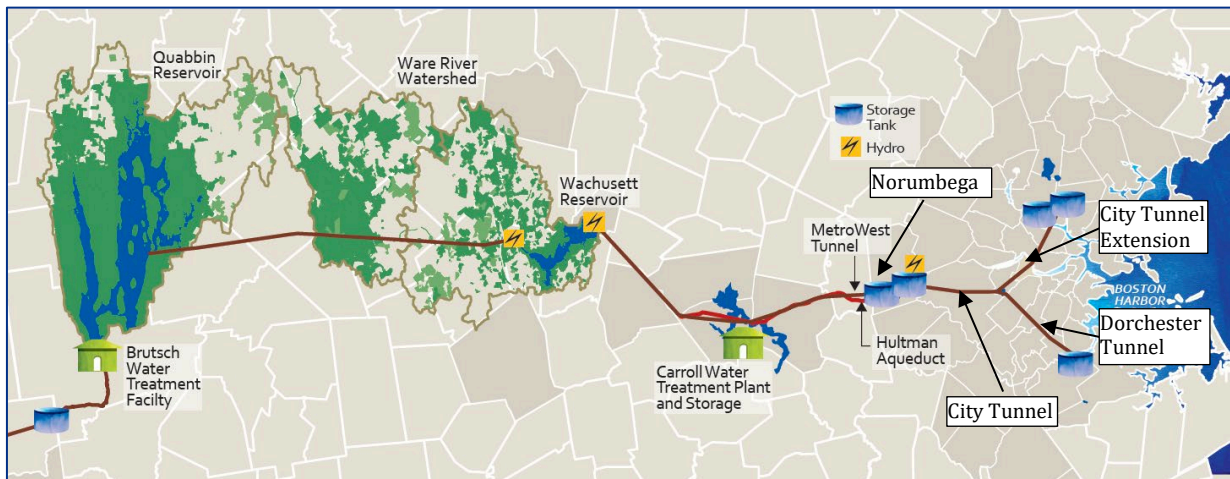 Quabbin
Reservoir
Ware River
Watershed
Storage
Tank
Hydro
Wachusett
Reservoir
Norumbega
MetroWest
Tunnel
City Tunnel
Extension
BOSTON
HARBOR
Brutsch
Water
Treatment
Facilty
Carroll Water
Treatment Plant
and Storage
Hultman
Aqueduct
Dorchester
Tunnel
City Tunnel